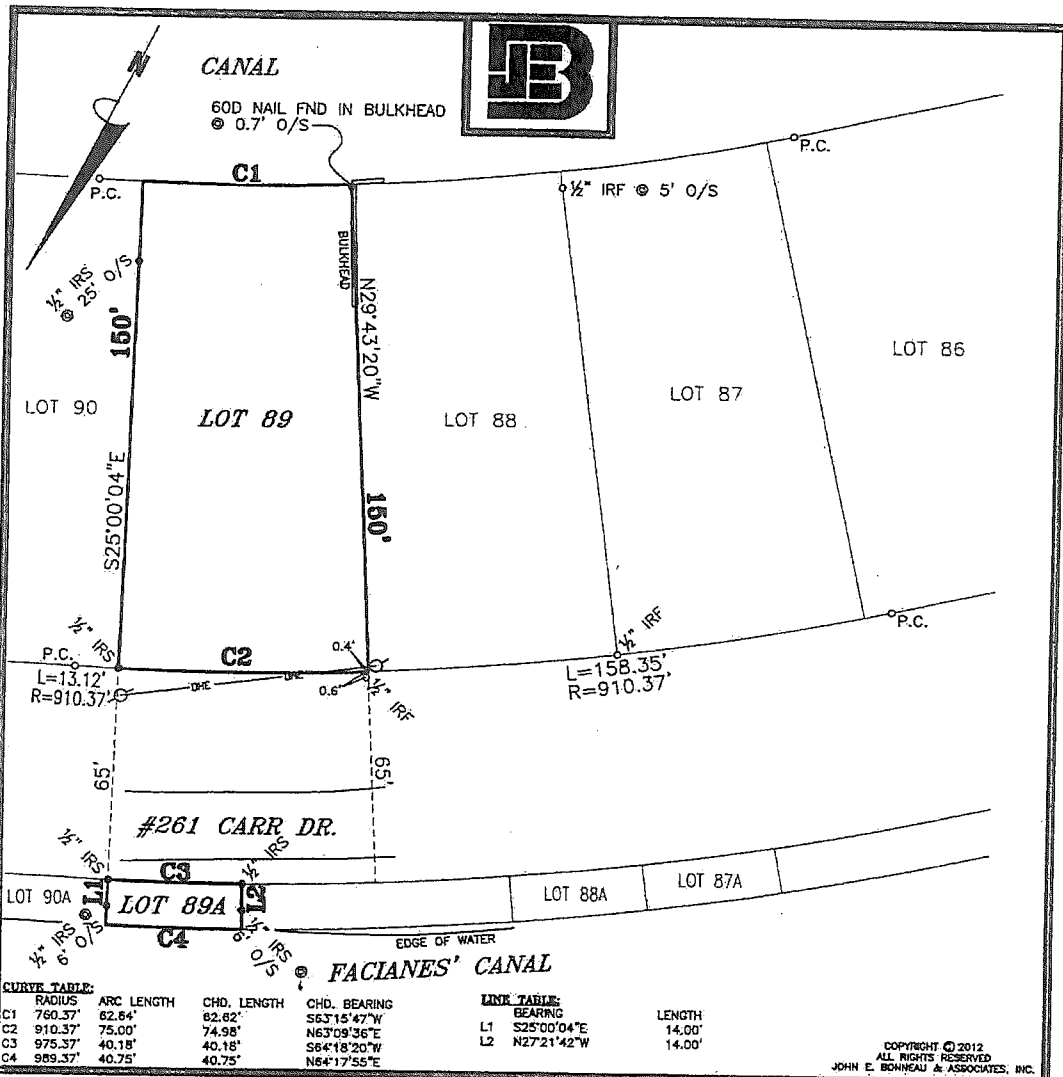 N
CANAL
60D NAIL FND IN BULKHEAD
@ 0.7' O/S
JEB
P.C.
C1
P.C.
½" IRF @ 5' O/S
½" IRS
@ 25' O/S
BULKHEAD
150'
N29°43'20"W
LOT 90
LOT 89
LOT 88
LOT 87
LOT 86
S25°00'04"E
150'
½" IRS
P.C.
L=13.12'
R=910.37'
C2
0.4'
0.6'
OHE
OHE
½" IRF
½" IRF
L=158.35'
R=910.37'
P.C.
65'
65'
#261 CARR DR.
½" IRS
C3
½" IRS
LOT 90A
L1
LOT 89A
L2
LOT 88A
LOT 87A
½" IRS
@ 6' O/S
C4
½" IRS
@ 6' O/S
EDGE OF WATER
FACIANES' CANAL
CURVE TABLE:
RADIUS ARC LENGTH CHD. LENGTH CHD. BEARING
C1 760.37' 62.64' 62.62' S63°15'47"W
C2 910.37' 75.00' 74.98' N63°09'36"E
C3 975.37' 40.18' 40.18' S64°18'20"W
C4 989.37' 40.75' 40.75' N64°17'55"E
LINE TABLE:
BEARING LENGTH
L1 S25°00'04"E 14.00'
L2 N27°21'42"W 14.00'
COPYRIGHT © 2012
ALL RIGHTS RESERVED
JOHN E. BONNEAU & ASSOCIATES, INC.